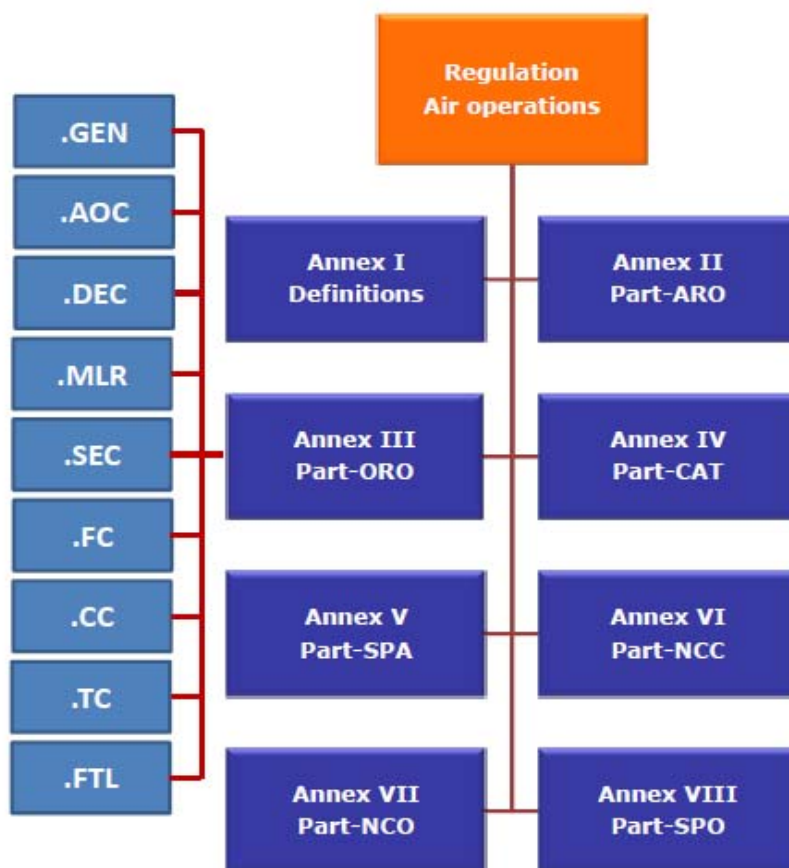 Regulation
Air operations
.GEN
.AOC
.DEC
.MLR
.SEC
.FC
.CC
.TC
.FTL
Annex I
Definitions
Annex II
Part-ARO
Annex III
Part-ORO
Annex IV
Part-CAT
Annex V
Part-SPA
Annex VI
Part-NCC
Annex VII
Part-NCO
Annex VIII
Part-SPO